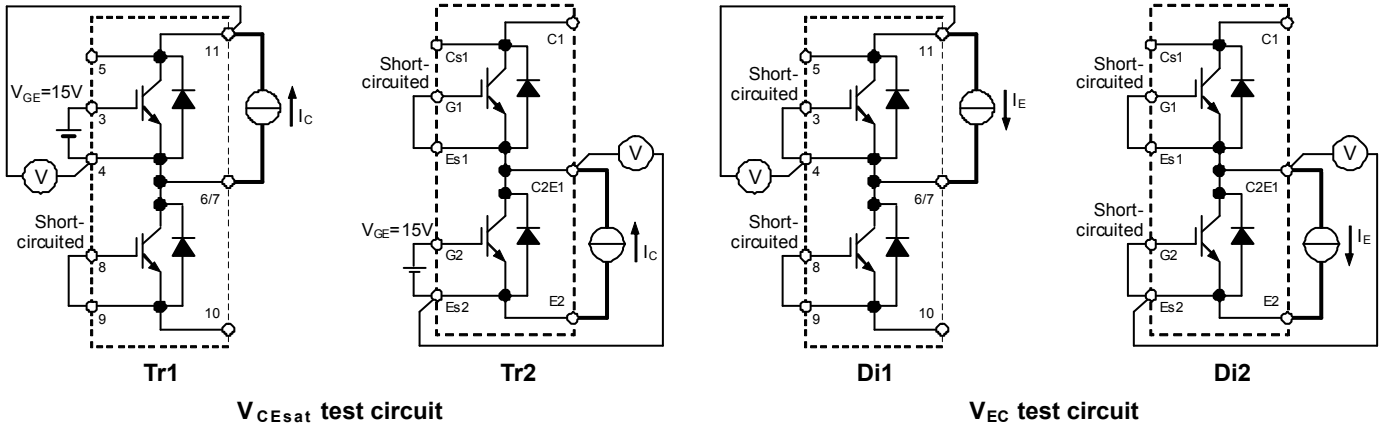 11
5
V_GE=15V
3
I_C
4
V
6/7
Short-
circuited
8
9
10
Tr1
C1
Cs1
Short-
circuited
G1
Es1
V
C2E1
V_GE=15V
G2
I_C
Es2
E2
Tr2
11
5
Short-
circuited
3
I_E
4
V
6/7
Short-
circuited
8
9
10
Di1
C1
Cs1
Short-
circuited
G1
Es1
V
C2E1
Short-
circuited
G2
I_E
Es2
E2
Di2
V_CEsat test circuit
V_EC test circuit